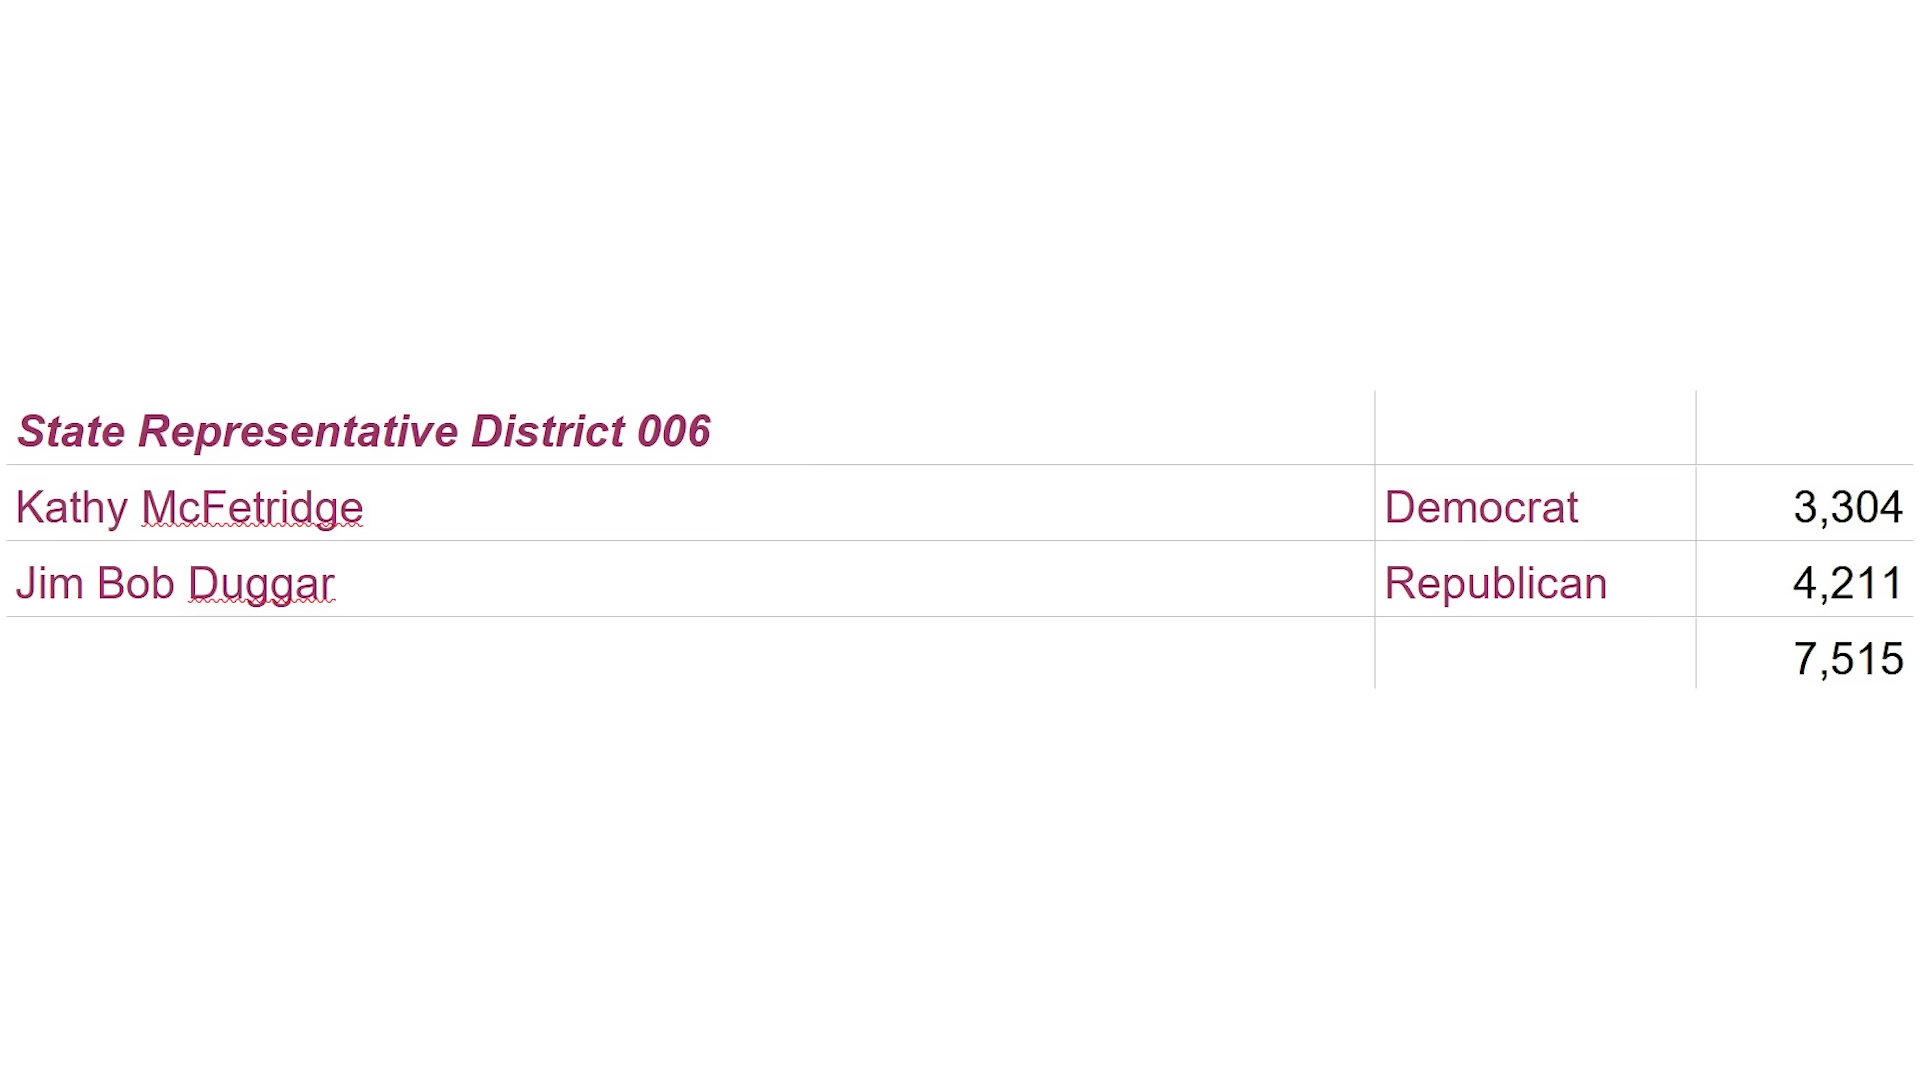 State Representative District 006
Kathy McFetridge Democrat 3,304
Jim Bob Duggar Republican 4,211
7,515